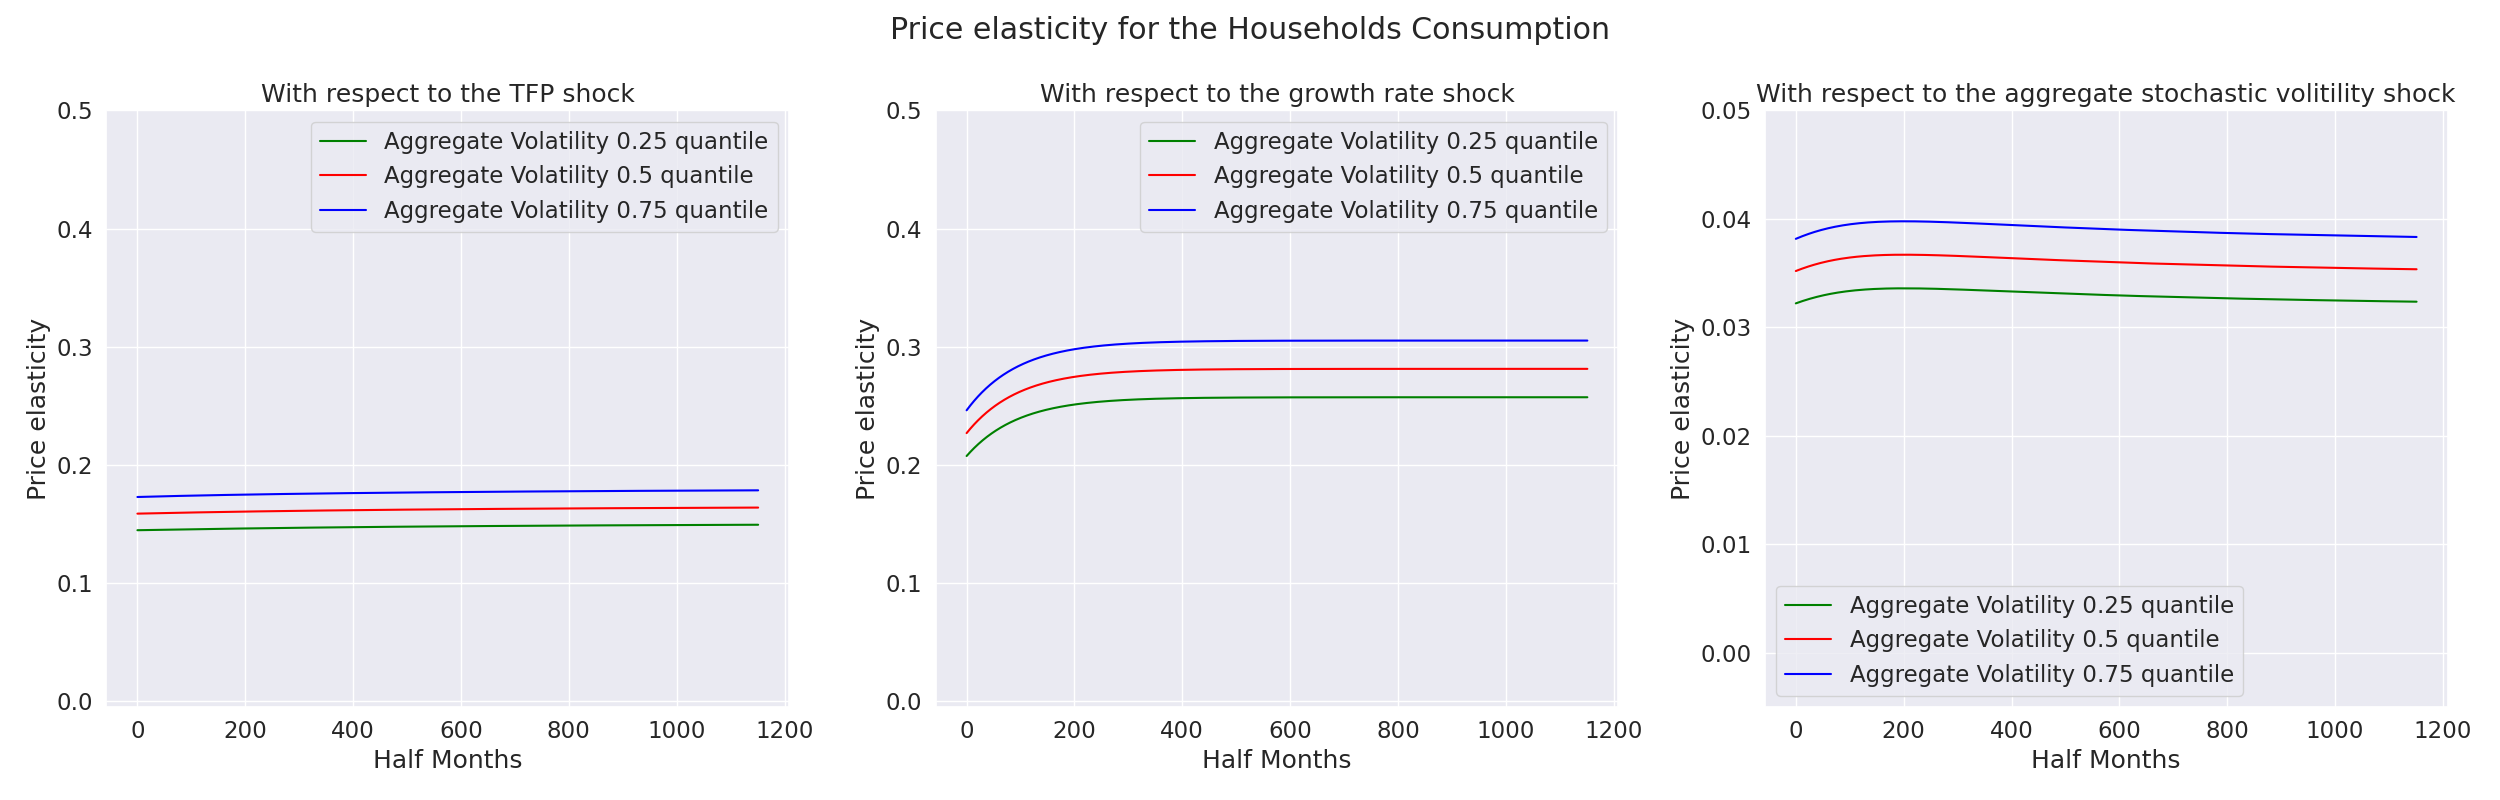 Price elasticity for the Households Consumption
With respect to the TFP shock
0.5
0.4
0.3
0.2
0.1
0.0
Price elasticity
Aggregate Volatility 0.25 quantile
Aggregate Volatility 0.5 quantile
Aggregate Volatility 0.75 quantile
0 200 400 600 800 1000 1200
Half Months
With respect to the growth rate shock
0.5
0.4
0.3
0.2
0.1
0.0
Price elasticity
Aggregate Volatility 0.25 quantile
Aggregate Volatility 0.5 quantile
Aggregate Volatility 0.75 quantile
0 200 400 600 800 1000 1200
Half Months
With respect to the aggregate stochastic volitility shock
0.05
0.04
0.03
0.02
0.01
0.00
Price elasticity
Aggregate Volatility 0.25 quantile
Aggregate Volatility 0.5 quantile
Aggregate Volatility 0.75 quantile
0 200 400 600 800 1000 1200
Half Months